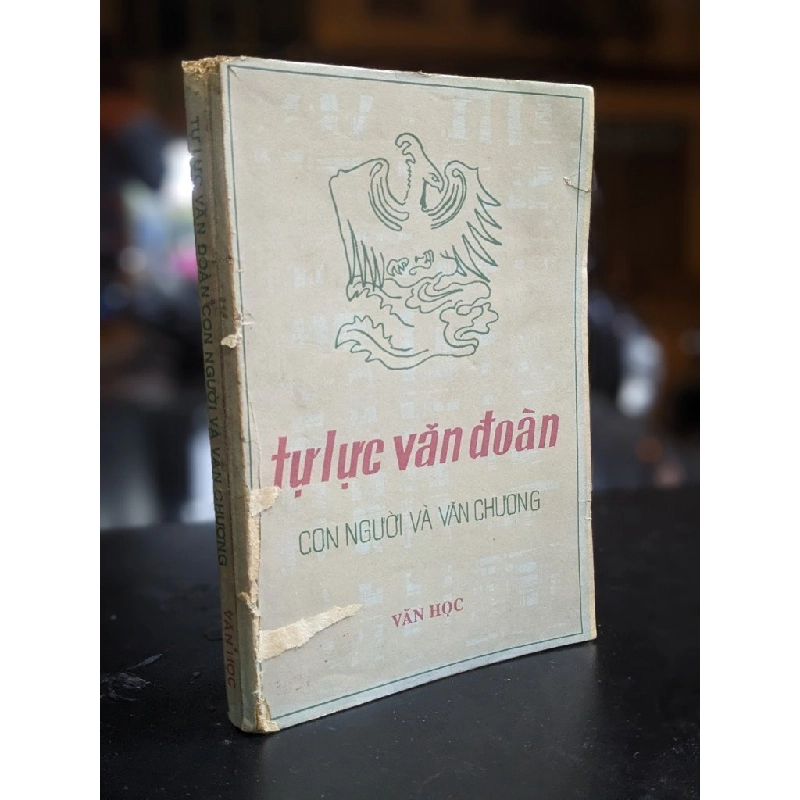 tự lực văn đoàn
CON NGƯỜI VÀ VĂN CHƯƠNG
VĂN HỌC
TỰ LỰC VĂN ĐOÀN CON NGƯỜI VÀ VĂN CHƯƠNG
VĂN HỌC